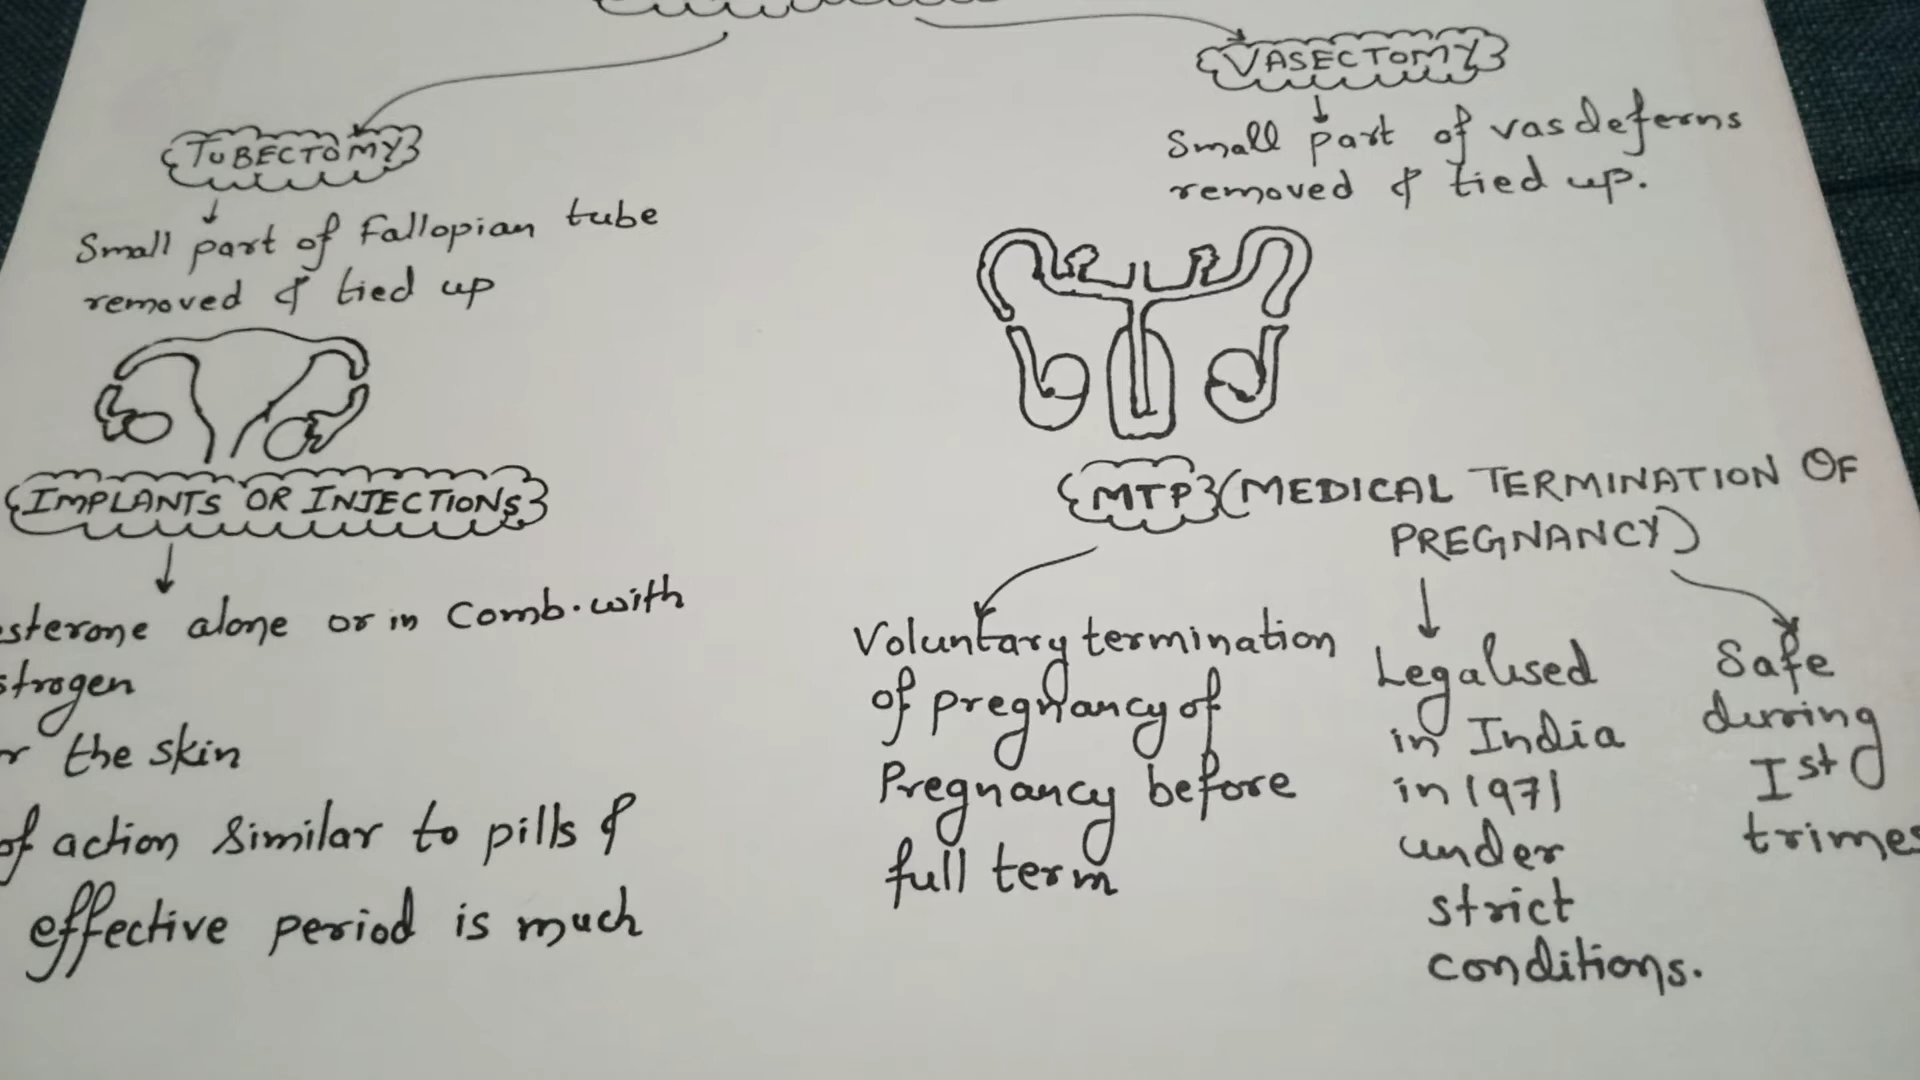 TUBECTOMY
Small part of Fallopian tube
removed & tied up
VASECTOMY
Small part of vas deferns
removed & tied up.
IMPLANTS OR INJECTIONS
sterone alone or in Comb. with
strogen
the skin
of action similar to pills &
effective period is much
MTP (MEDICAL TERMINATION OF
PREGNANCY)
Voluntary termination
of pregnancy of
Pregnancy before
full term
Legalised
in India
in 1971
under
strict
conditions.
Safe
during
Ist
trimes